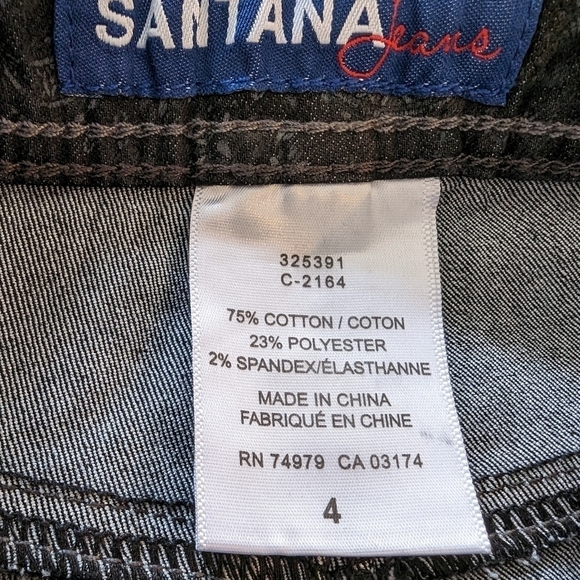 SANTANA Jeans
325391
C-2164
75% COTTON / COTON
23% POLYESTER
2% SPANDEX/ÉLASTHANNE
MADE IN CHINA
FABRIQUÉ EN CHINE
RN 74979 CA 03174
4